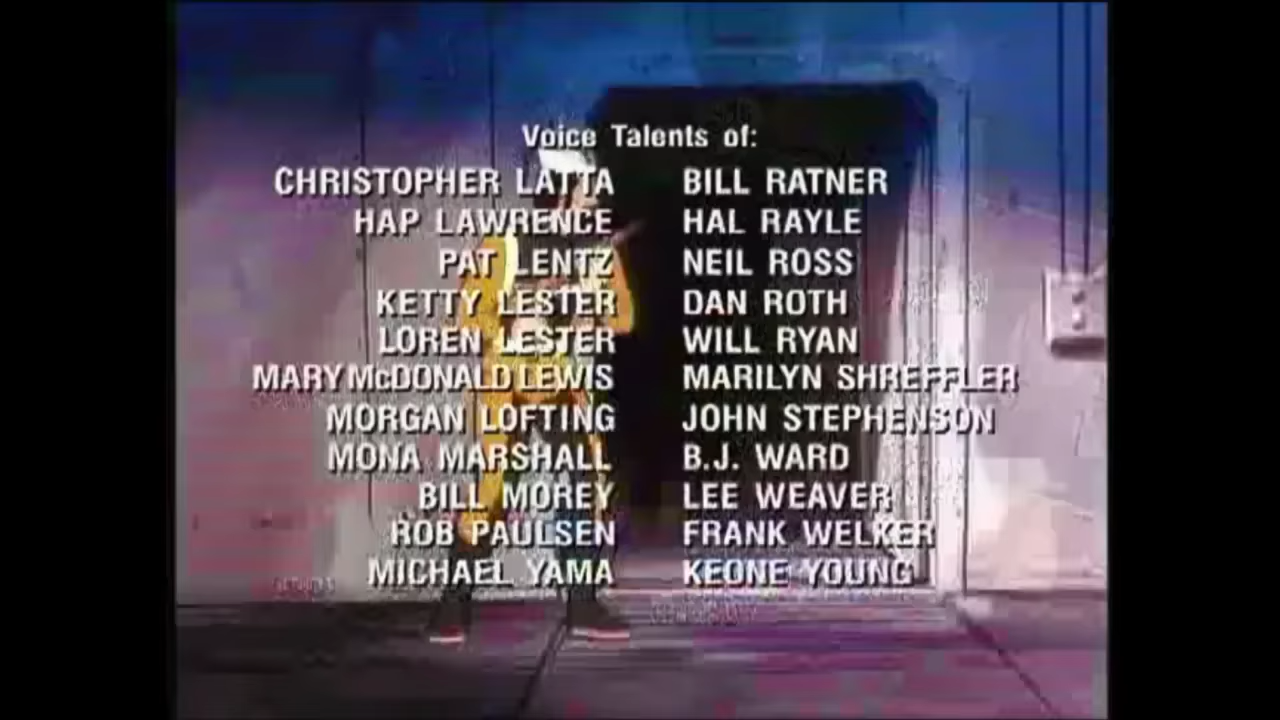 Voice Talents of:
CHRISTOPHER LATTA BILL RATNER
HAP LAWRENCE HAL RAYLE
PAT LENTZ NEIL ROSS
KETTY LESTER DAN ROTH
LOREN LESTER WILL RYAN
MARY McDONALD LEWIS MARILYN SHREFFLER
MORGAN LOFTING JOHN STEPHENSON
MONA MARSHALL B.J. WARD
BILL MOREY LEE WEAVER
ROB PAULSEN FRANK WELKER
MICHAEL YAMA KEONE YOUNG